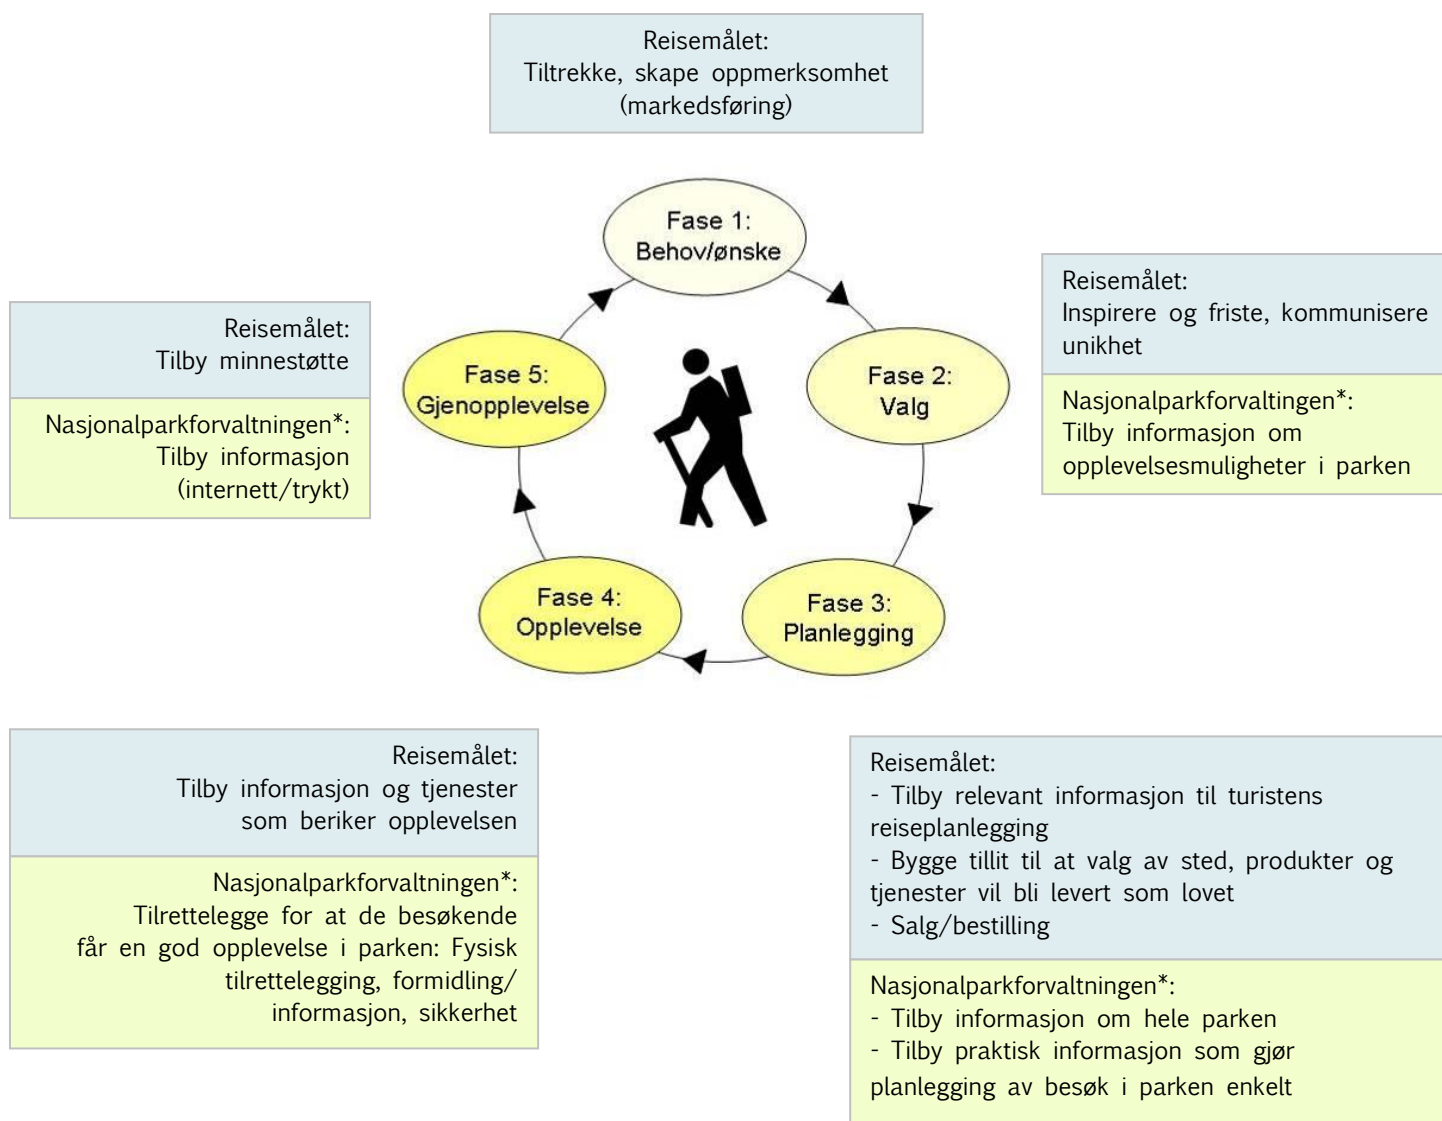 Reisemålet:
Tiltrekke, skape oppmerksomhet
(markedsføring)
Fase 1:
Behov/ønske
Reisemålet:
Inspirere og friste, kommunisere
unikhet
Nasjonalparkforvaltingen*:
Tilby informasjon om
opplevelsesmuligheter i parken
Reisemålet:
Tilby minnestøtte
Nasjonalparkforvaltningen*:
Tilby informasjon
(internett/trykt)
Fase 5:
Gjenopplevelse
Fase 2:
Valg
Fase 4:
Opplevelse
Fase 3:
Planlegging
Reisemålet:
Tilby informasjon og tjenester
som beriker opplevelsen
Nasjonalparkforvaltningen*:
Tilrettelegge for at de besøkende
får en god opplevelse i parken: Fysisk
tilrettelegging, formidling/
informasjon, sikkerhet
Reisemålet:
- Tilby relevant informasjon til turistens
reiseplanlegging
- Bygge tillit til at valg av sted, produkter og
tjenester vil bli levert som lovet
- Salg/bestilling
Nasjonalparkforvaltningen*:
- Tilby informasjon om hele parken
- Tilby praktisk informasjon som gjør
planlegging av besøk i parken enkelt